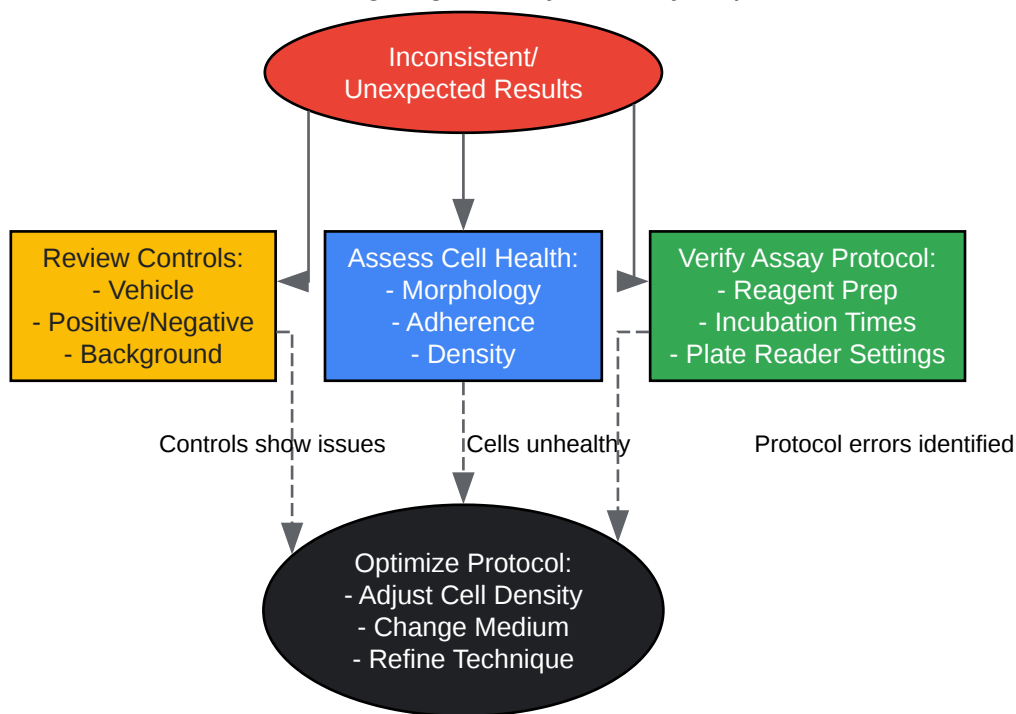 Inconsistent/
Unexpected Results
Review Controls:
- Vehicle
- Positive/Negative
- Background
Assess Cell Health:
- Morphology
- Adherence
- Density
Verify Assay Protocol:
- Reagent Prep
- Incubation Times
- Plate Reader Settings
Controls show issues
Cells unhealthy
Protocol errors identified
Optimize Protocol:
- Adjust Cell Density
- Change Medium
- Refine Technique